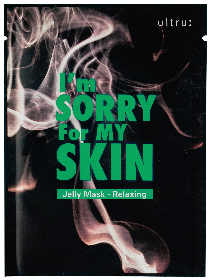 ultru:
I'm
SORRY
For MY
SKIN
Jelly Mask - Relaxing